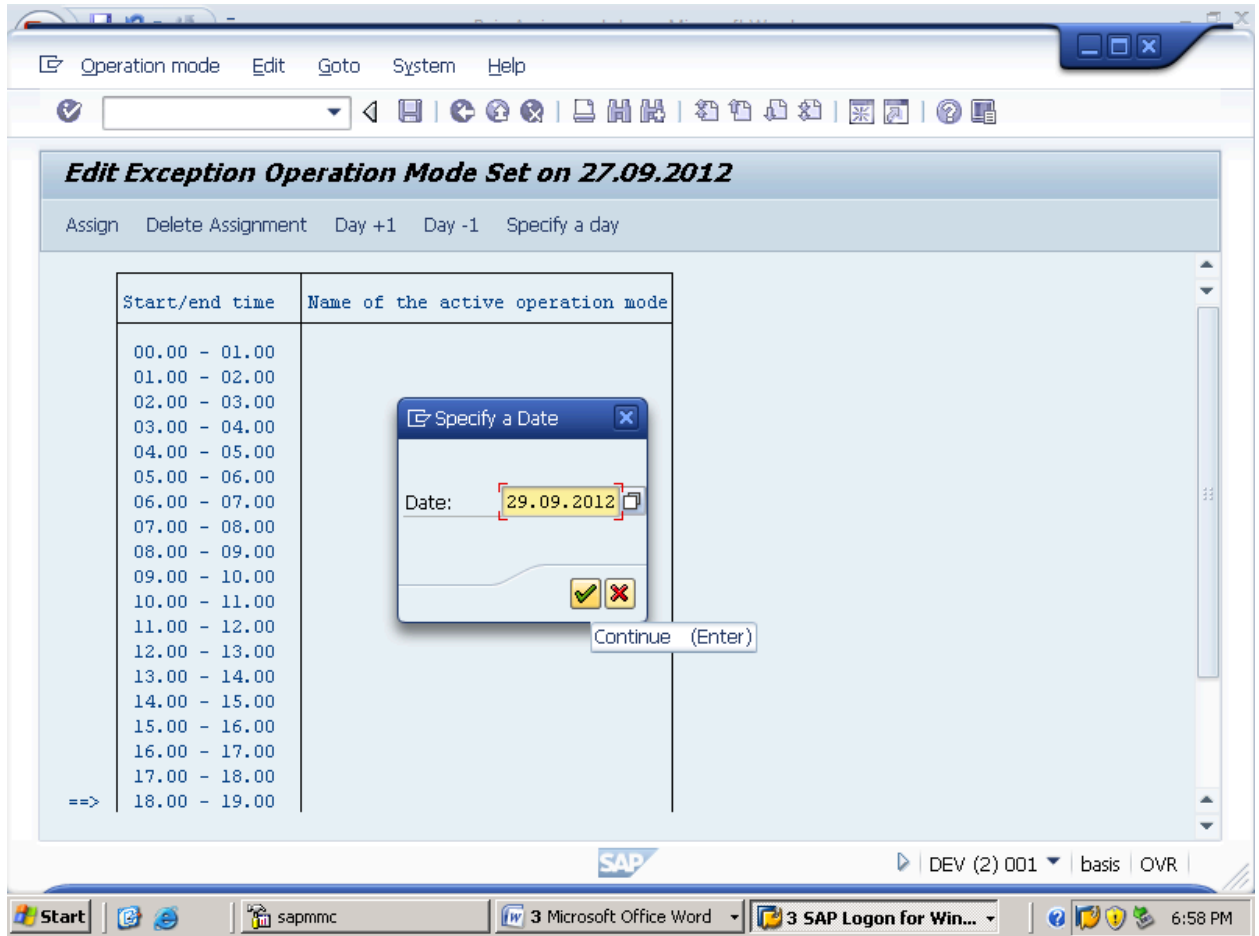 Operation mode Edit Goto System Help
Edit Exception Operation Mode Set on 27.09.2012
Assign Delete Assignment Day +1 Day -1 Specify a day
Start/end time Name of the active operation mode
00.00 - 01.00
01.00 - 02.00
02.00 - 03.00
03.00 - 04.00
04.00 - 05.00
05.00 - 06.00
06.00 - 07.00
07.00 - 08.00
08.00 - 09.00
09.00 - 10.00
10.00 - 11.00
11.00 - 12.00
12.00 - 13.00
13.00 - 14.00
14.00 - 15.00
15.00 - 16.00
16.00 - 17.00
17.00 - 18.00
==> 18.00 - 19.00
Specify a Date
Date: 29.09.2012
Continue (Enter)
SAP
DEV (2) 001 basis OVR
Start sapmmc 3 Microsoft Office Word 3 SAP Logon for Win... 6:58 PM